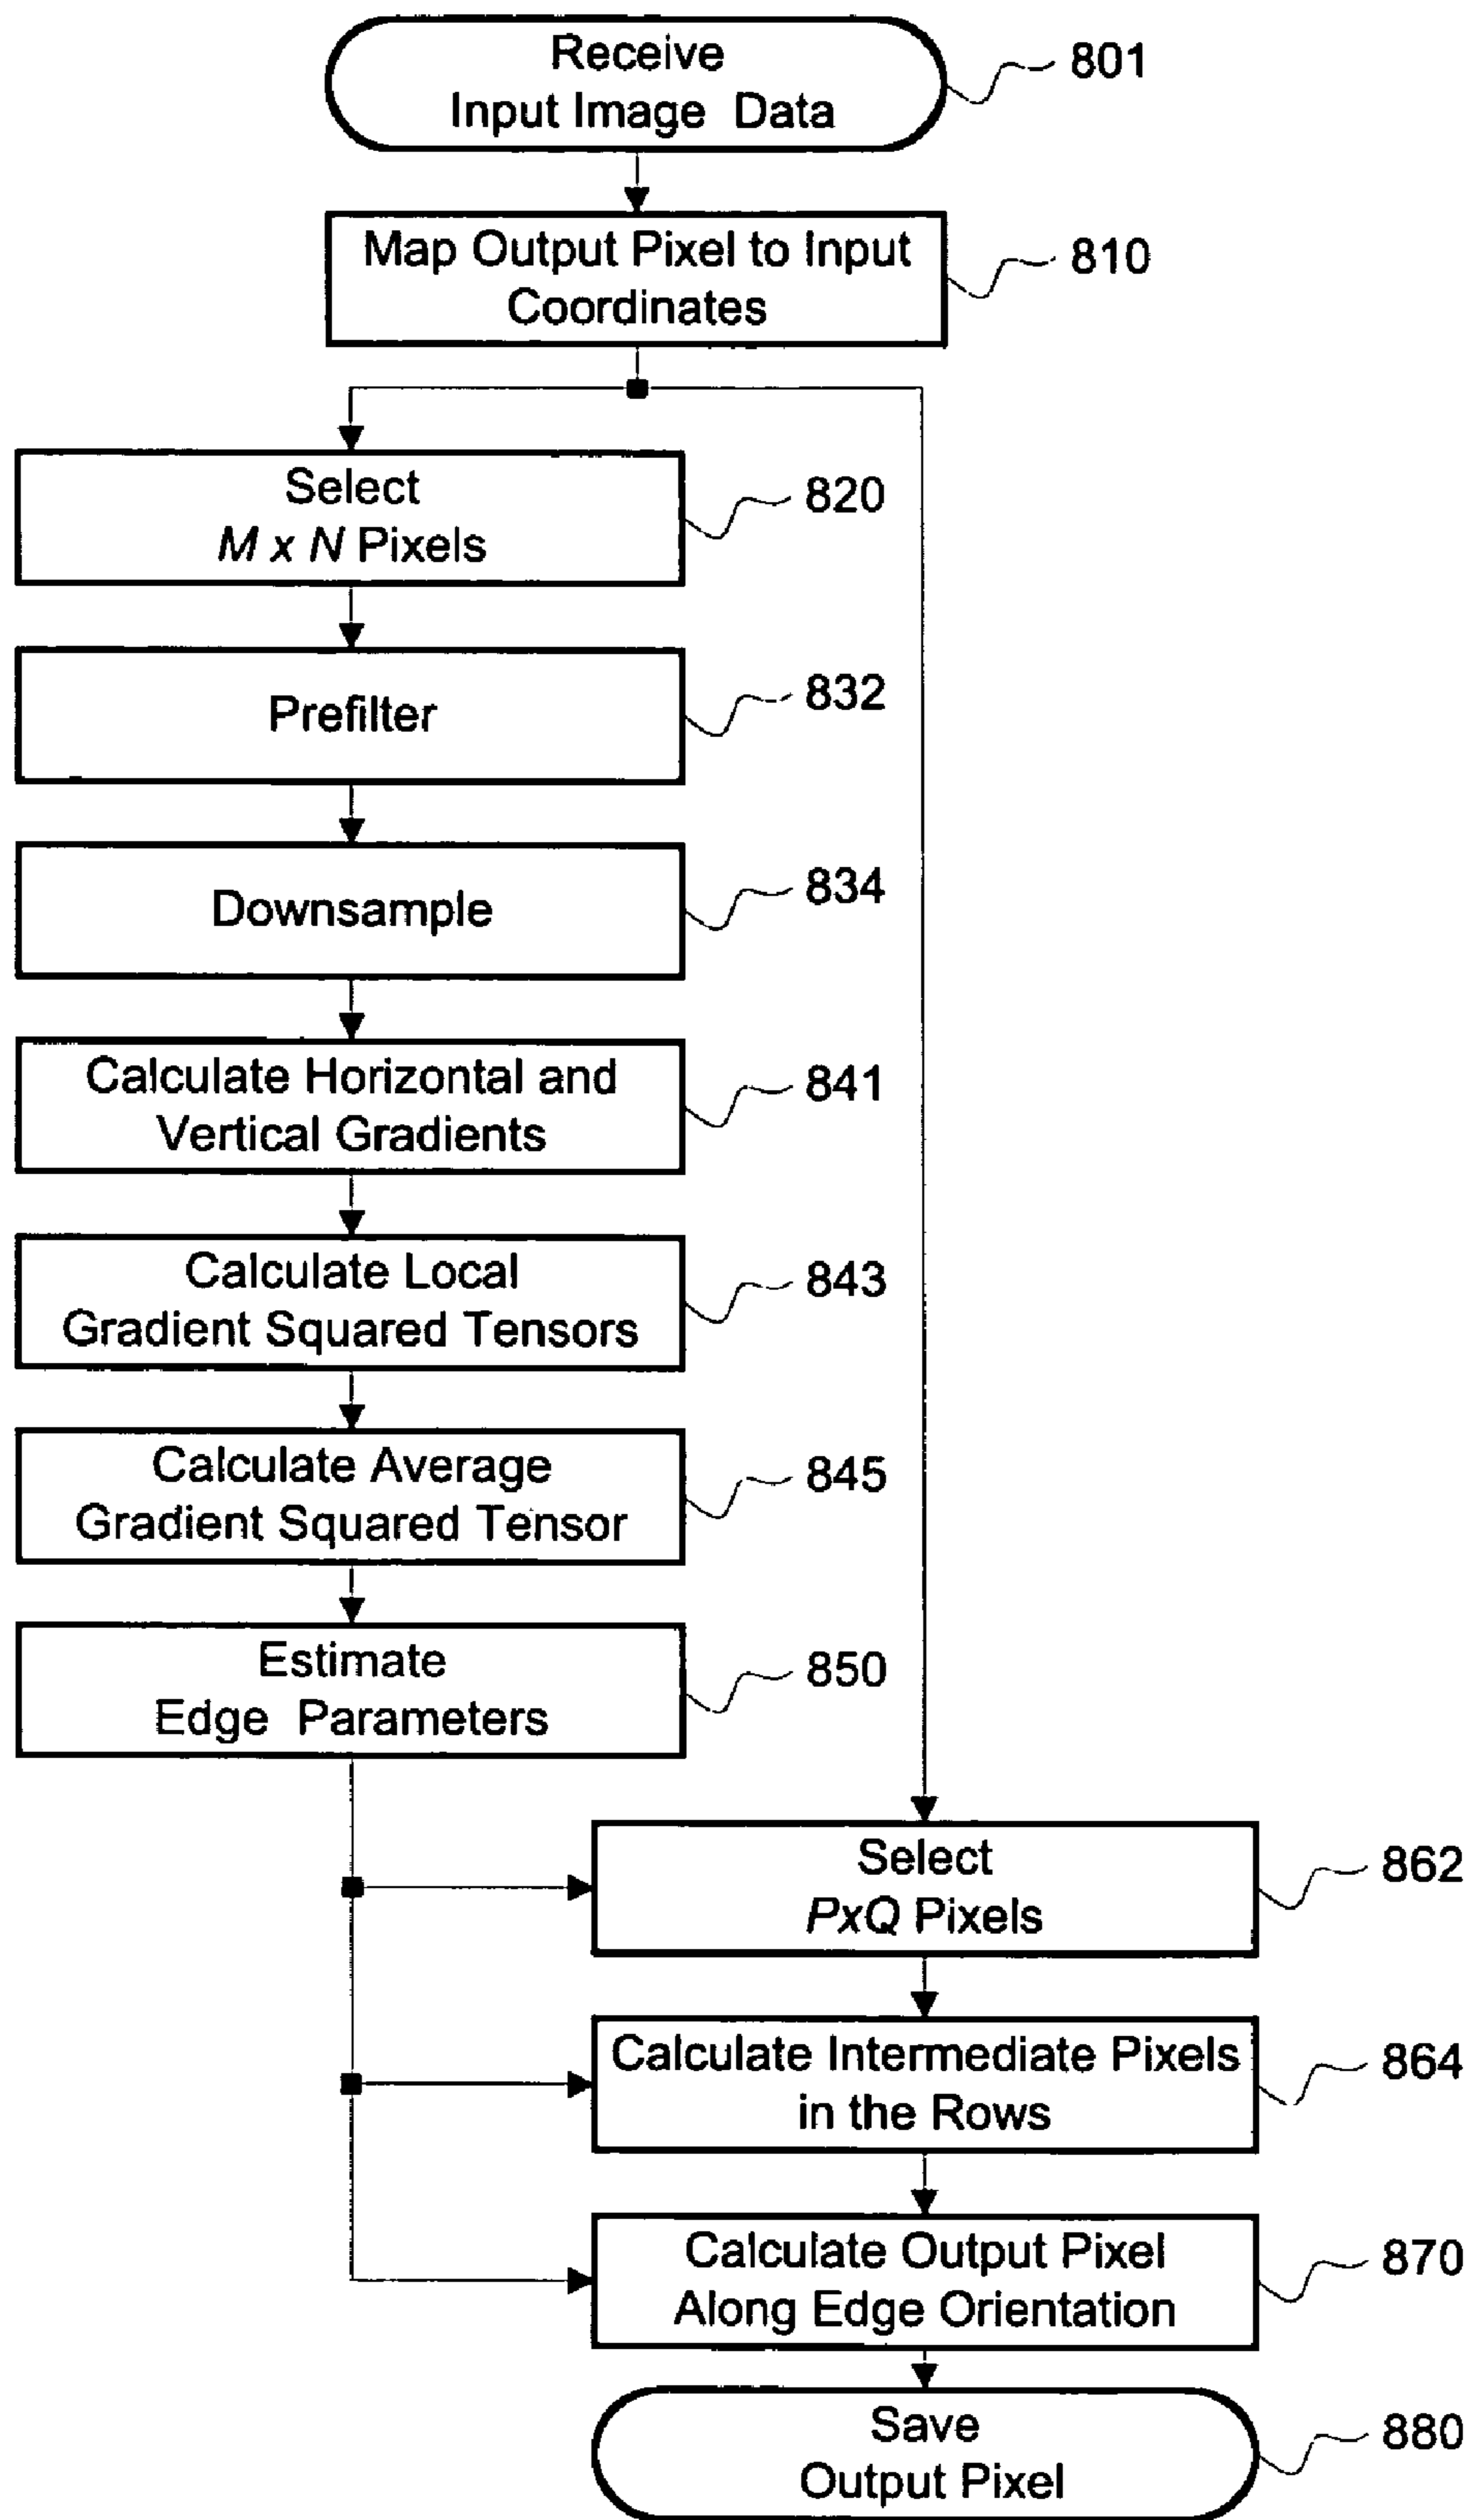 Receive
Input Image Data
801
Map Output Pixel to Input
Coordinates
810
Select
M x N Pixels
820
Prefilter
832
Downsample
834
Calculate Horizontal and
Vertical Gradients
841
Calculate Local
Gradient Squared Tensors
843
Calculate Average
Gradient Squared Tensor
845
Estimate
Edge Parameters
850
Select
PxQ Pixels
862
Calculate Intermediate Pixels
in the Rows
864
Calculate Output Pixel
Along Edge Orientation
870
Save
Output Pixel
880